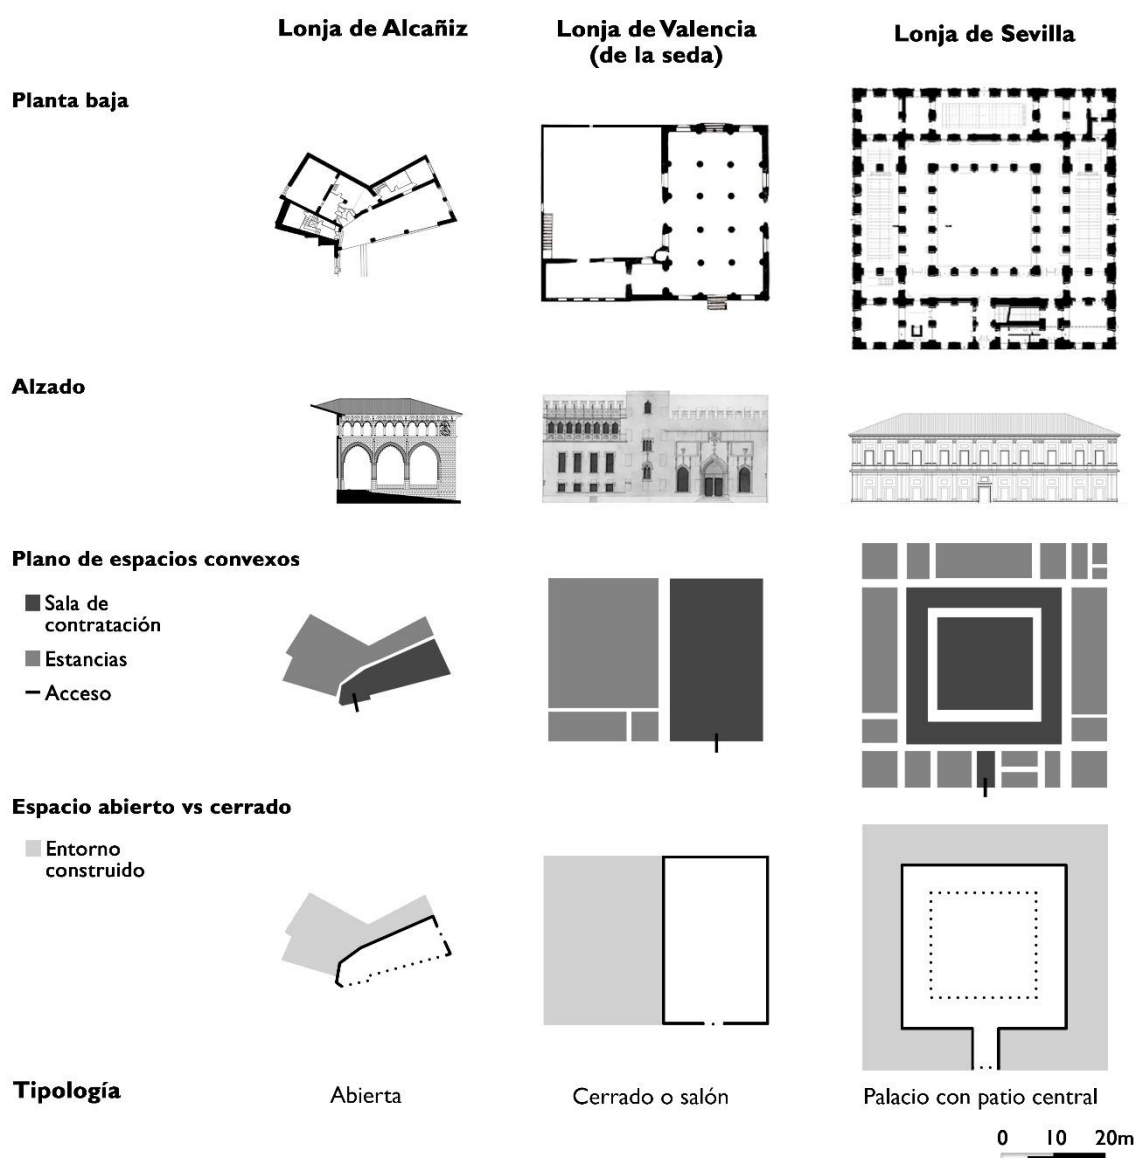 Lonja de Alcañiz
Lonja de Valencia
(de la seda)
Lonja de Sevilla
Planta baja
Alzado
Plano de espacios convexos
Sala de
contratación
Estancias
Acceso
Espacio abierto vs cerrado
Entorno
construido
Tipología
Abierta
Cerrado o salón
Palacio con patio central
0 10 20m